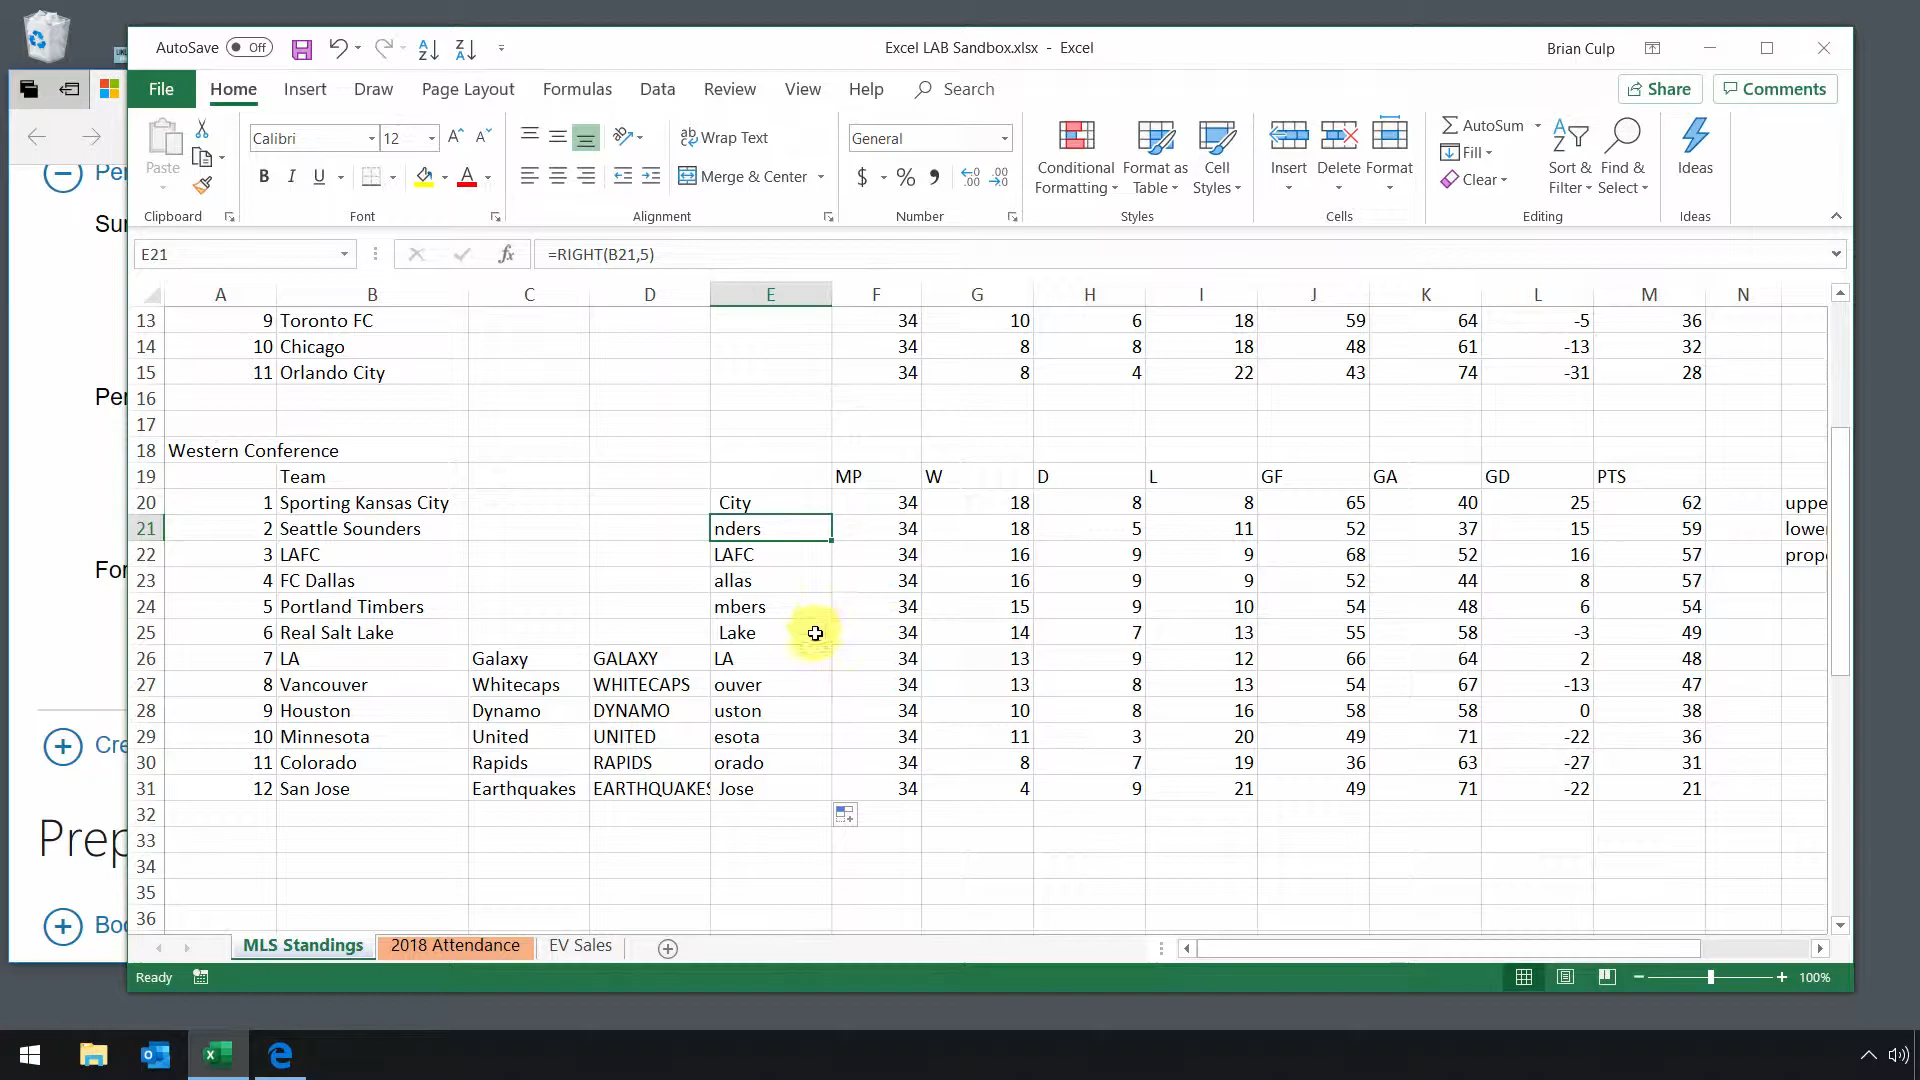 AutoSave Off Excel LAB Sandbox.xlsx - Excel Brian Culp
File Home Insert Draw Page Layout Formulas Data Review View Help Search Share Comments
Paste Calibri 12 Wrap Text General Conditional Formatting Format as Table Cell Styles Insert Delete Format AutoSum Fill Clear Sort & Filter Find & Select Ideas
B I U Merge & Center $ % ,
Clipboard Font Alignment Number Styles Cells Editing Ideas
E21 fx =RIGHT(B21,5)
A B C D E F G H I J K L M N
13 9 Toronto FC 34 10 6 18 59 64 -5 36
14 10 Chicago 34 8 8 18 48 61 -13 32
15 11 Orlando City 34 8 4 22 43 74 -31 28
16
17
18 Western Conference
19 Team MP W D L GF GA GD PTS
20 1 Sporting Kansas City City 34 18 8 8 65 40 25 62 uppe
21 2 Seattle Sounders nders 34 18 5 11 52 37 15 59 lowe
22 3 LAFC LAFC 34 16 9 9 68 52 16 57 prop
23 4 FC Dallas allas 34 16 9 9 52 44 8 57
24 5 Portland Timbers mbers 34 15 9 10 54 48 6 54
25 6 Real Salt Lake Lake 34 14 7 13 55 58 -3 49
26 7 LA Galaxy GALAXY LA 34 13 9 12 66 64 2 48
27 8 Vancouver Whitecaps WHITECAPS ouver 34 13 8 13 54 67 -13 47
28 9 Houston Dynamo DYNAMO uston 34 10 8 16 58 58 0 38
29 10 Minnesota United UNITED esota 34 11 3 20 49 71 -22 36
30 11 Colorado Rapids RAPIDS orado 34 8 7 19 36 63 -27 31
31 12 San Jose Earthquakes EARTHQUAKES Jose 34 4 9 21 49 71 -22 21
32
33
34
35
36
MLS Standings 2018 Attendance EV Sales
Ready 100%
Per
Sur
Per
For
Cre
Prep
Boo